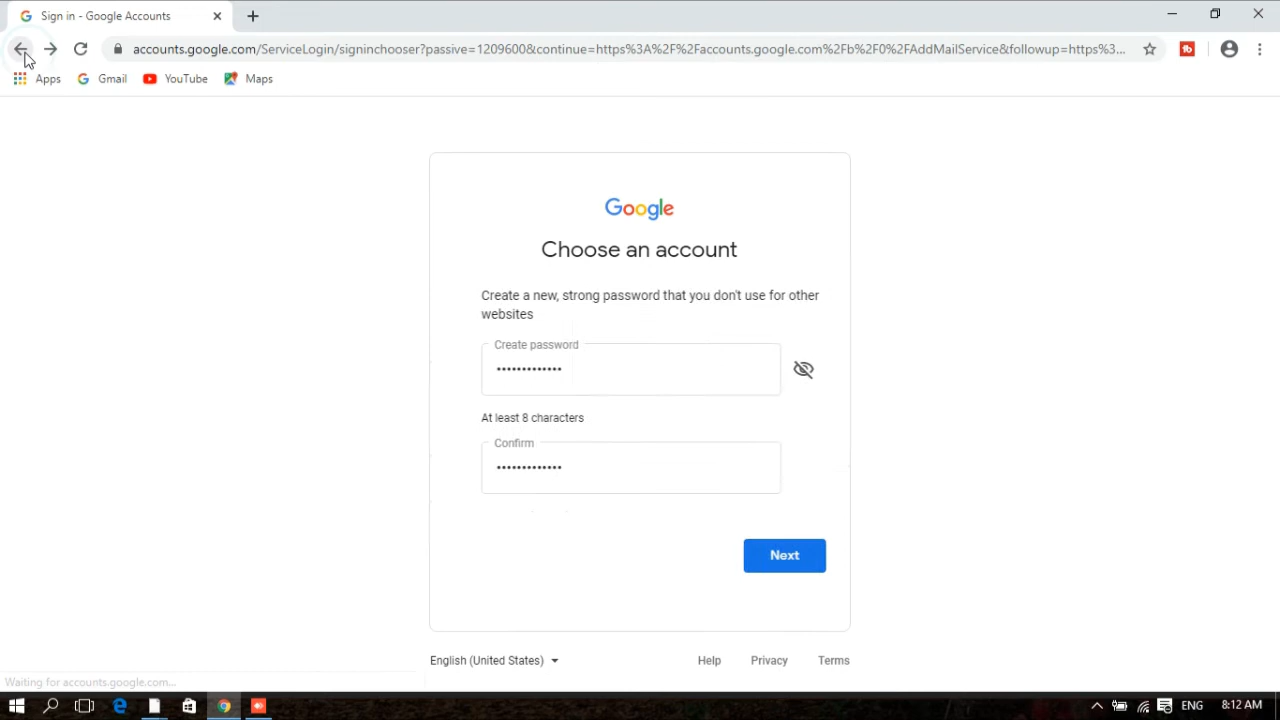 Sign in - Google Accounts
accounts.google.com/ServiceLogin/signinchooser?passive=1209600&continue=https%3A%2F%2Faccounts.google.com%2Fb%2F0%2FAddMailService&followup=https%3...
Apps
Gmail
YouTube
Maps
Google
Choose an account
Create a new, strong password that you don't use for other
websites
Create password
•••••••••••••
At least 8 characters
Confirm
•••••••••••••
Next
English (United States)
Help
Privacy
Terms
Waiting for accounts.google.com...
ENG
8:12 AM